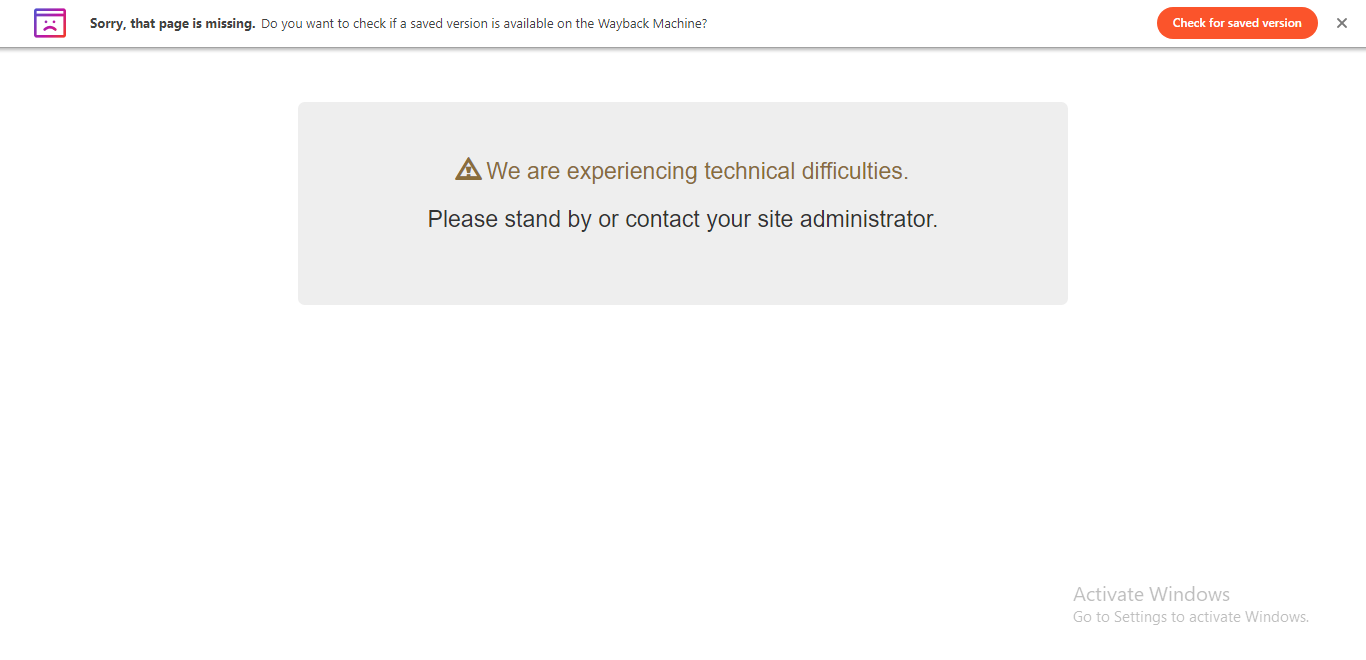 Sorry, that page is missing. Do you want to check if a saved version is available on the Wayback Machine?
Check for saved version
We are experiencing technical difficulties.
Please stand by or contact your site administrator.
Activate Windows
Go to Settings to activate Windows.